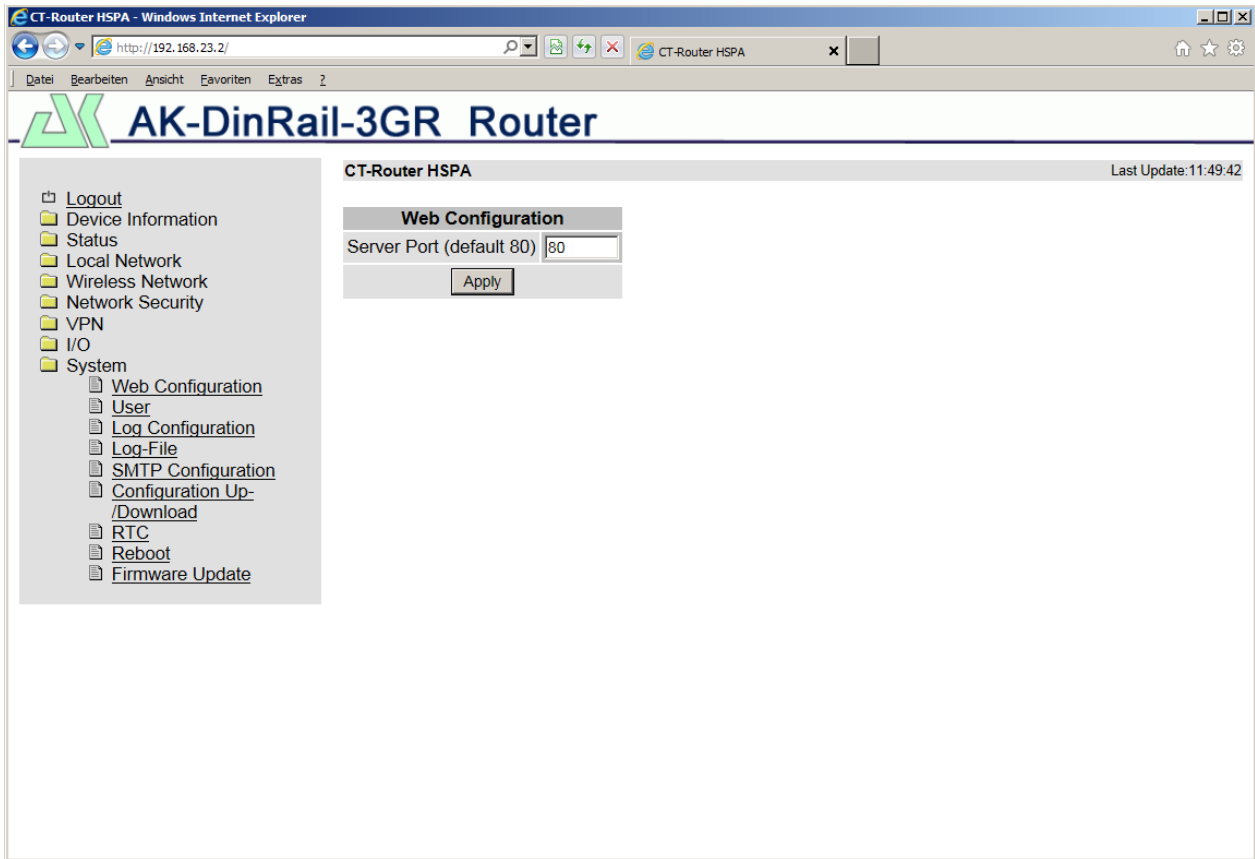 CT-Router HSPA - Windows Internet Explorer
http://192.168.23.2/
CT-Router HSPA
Datei Bearbeiten Ansicht Favoriten Extras ?
AK-DinRail-3GR Router
CT-Router HSPA
Last Update:11:49:42
Logout
Device Information
Status
Local Network
Wireless Network
Network Security
VPN
I/O
System
Web Configuration
User
Log Configuration
Log-File
SMTP Configuration
Configuration Up-
/Download
RTC
Reboot
Firmware Update
Web Configuration
Server Port (default 80) 80
Apply